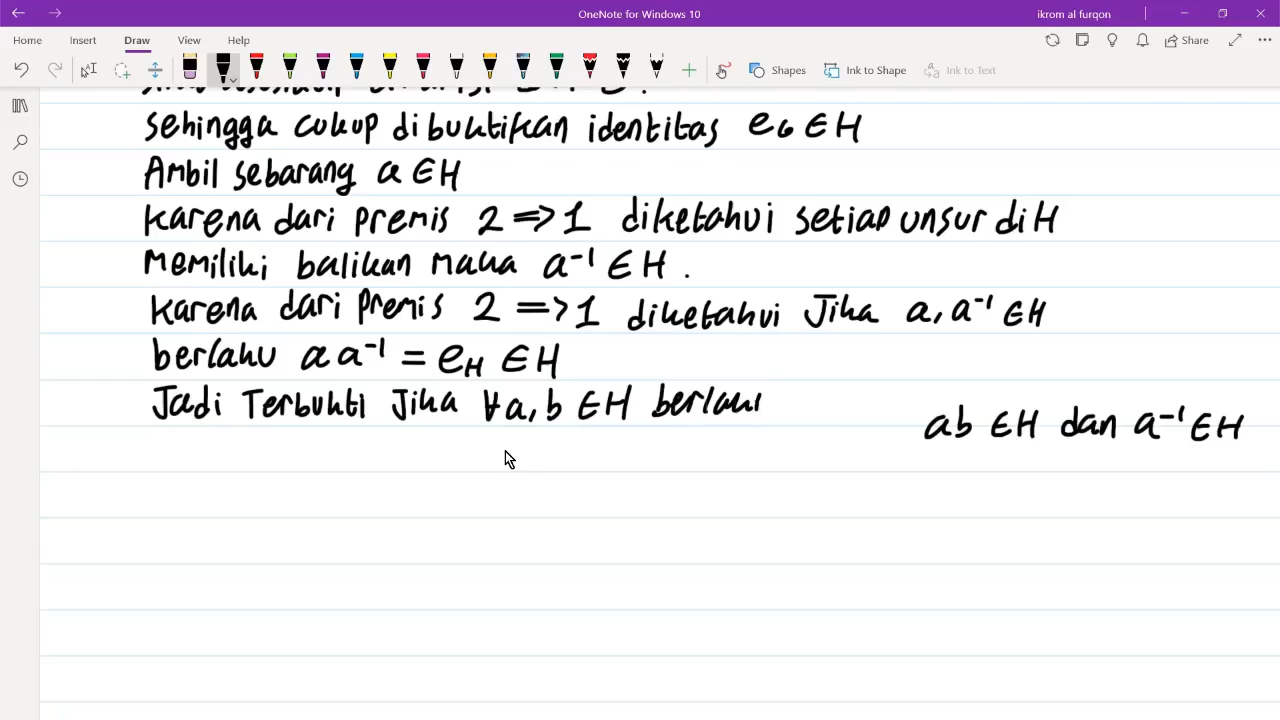 OneNote for Windows 10
ikrom al furqon
Home Insert Draw View Help
Share
Shapes Ink to Shape Ink to Text
sehingga cukup dibuktikan identitas e_G ∈ H
Ambil sebarang a ∈ H
karena dari premis 2 => 1 diketahui setiap unsur di H
memiliki balikan maka a⁻¹ ∈ H .
karena dari premis 2 => 1 diketahui Jika a, a⁻¹ ∈ H
berlaku a a⁻¹ = e_H ∈ H
Jadi Terbukti Jika ∀a, b ∈ H berlaku
ab ∈ H dan a⁻¹ ∈ H